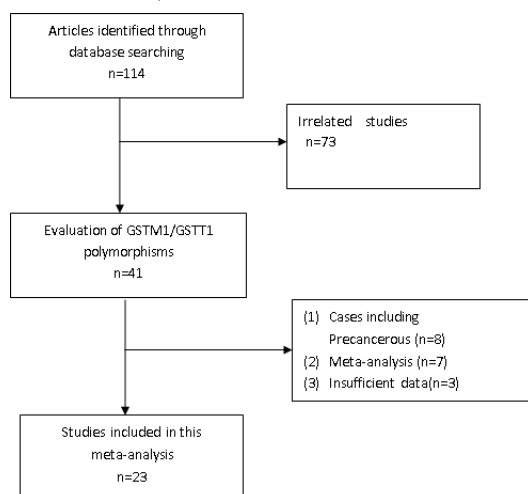 Articles identified through
database searching
n=114
Irrelated studies
n=73
Evaluation of GSTM1/GSTT1
polymorphisms
n=41
(1) Cases including
Precancerous (n=8)
(2) Meta-analysis (n=7)
(3) Insufficient data(n=3)
Studies included in this
meta-analysis
n=23